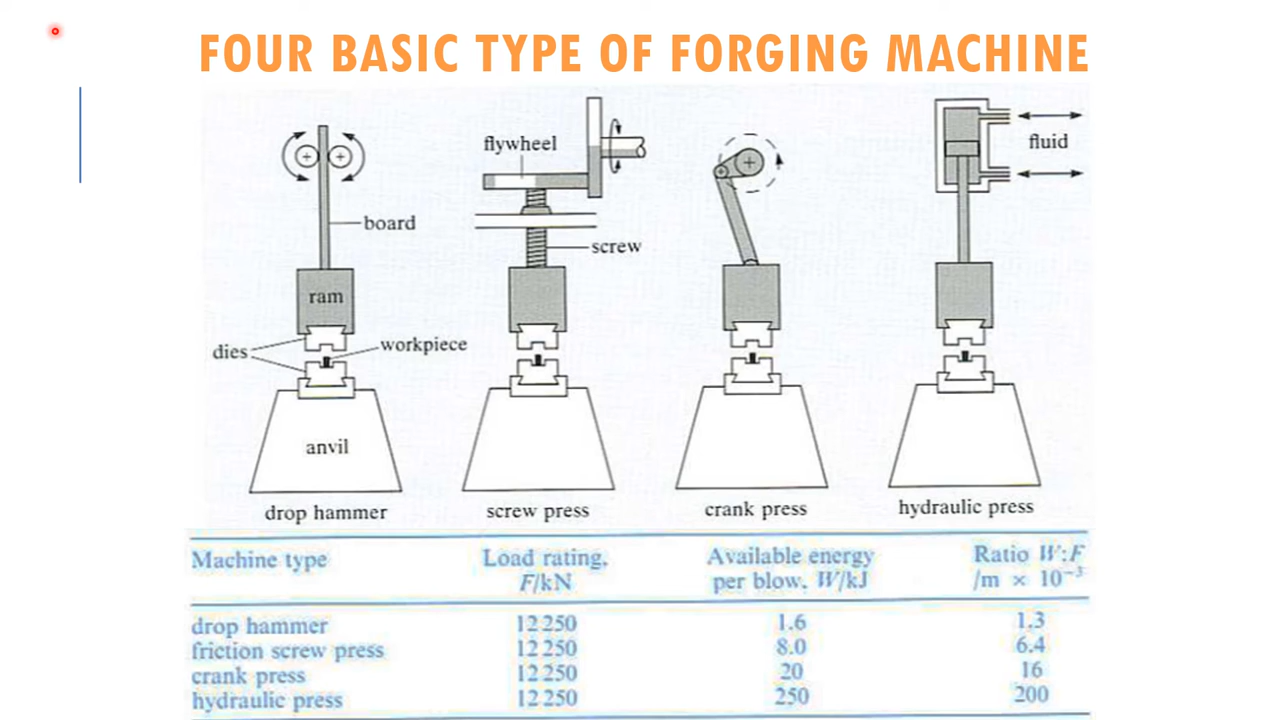 FOUR BASIC TYPE OF FORGING MACHINE
flywheel
fluid
board
screw
ram
dies
workpiece
anvil
drop hammer
screw press
crank press
hydraulic press
Machine type Load rating, F/kN Available energy per blow, W/kJ Ratio W:F /m × 10⁻³
drop hammer 12 250 1.6 1.3
friction screw press 12 250 8.0 6.4
crank press 12 250 20 16
hydraulic press 12 250 250 200